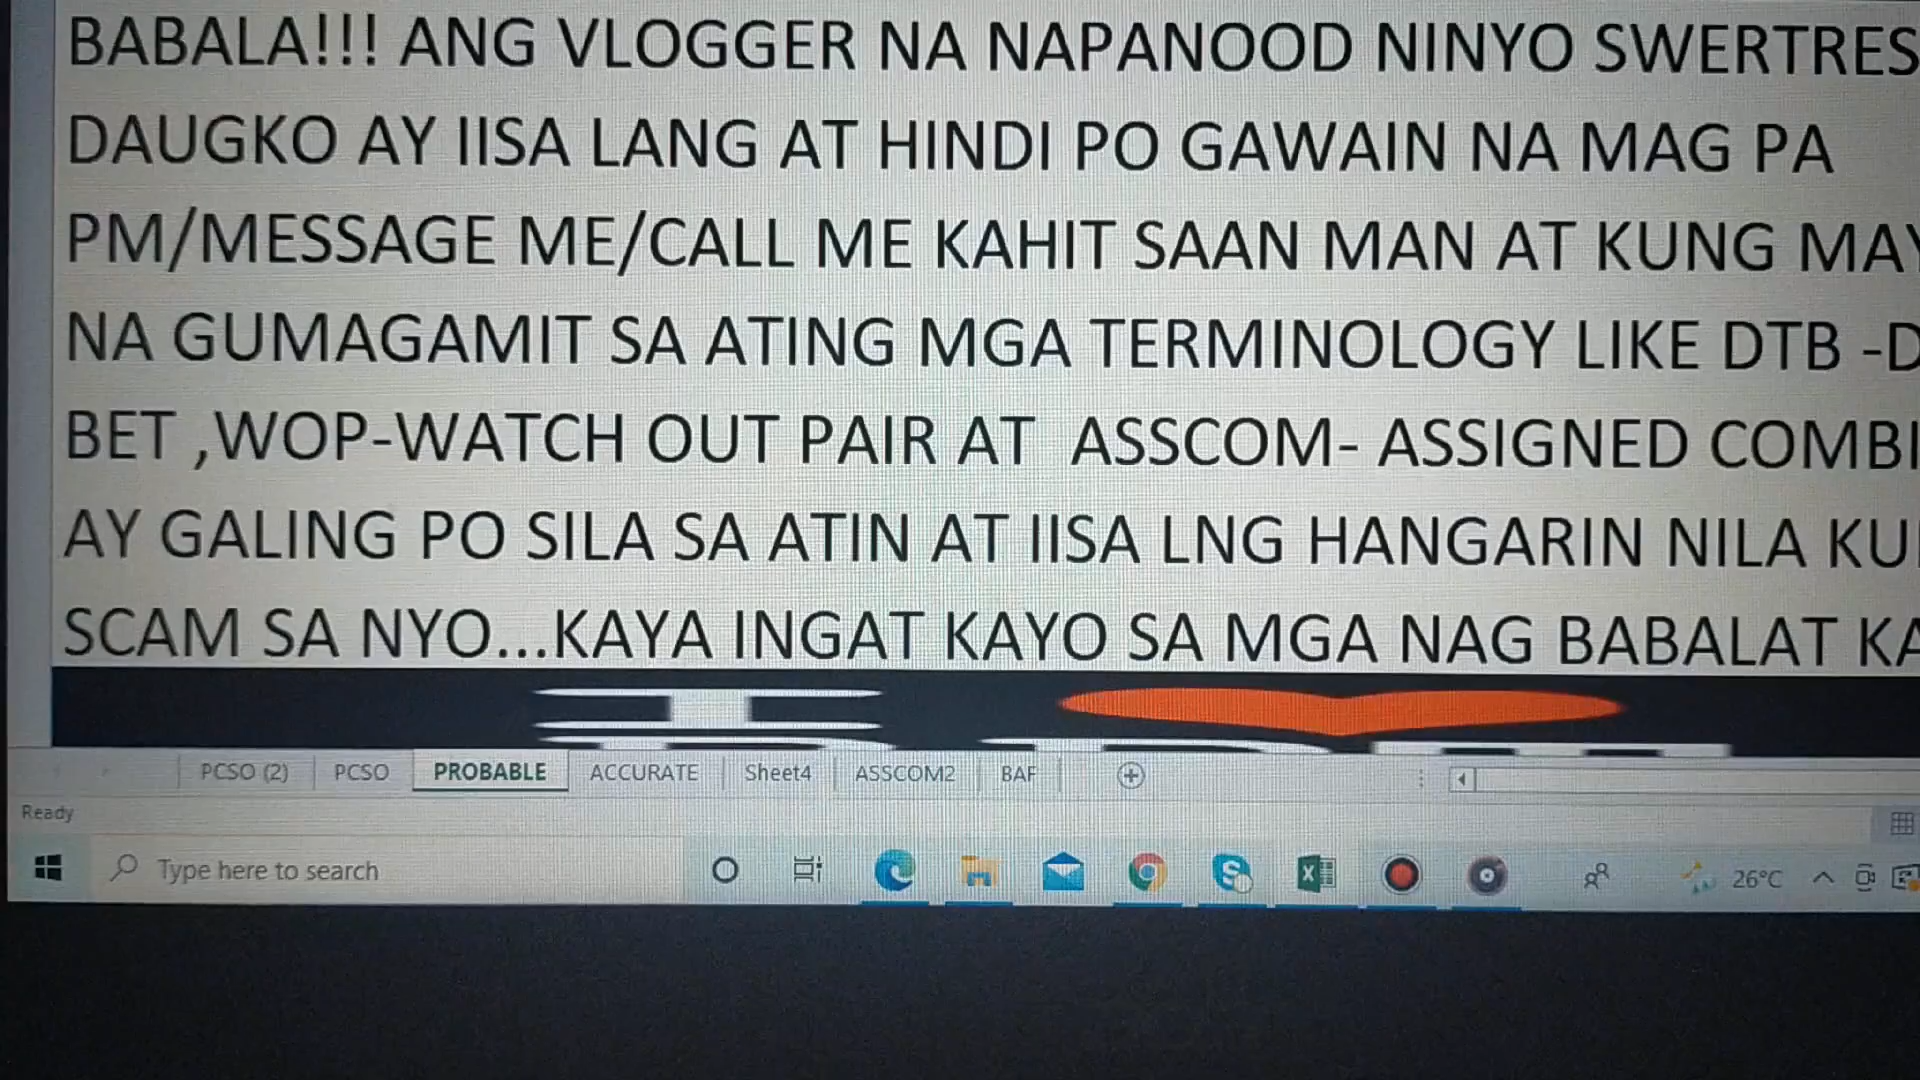 BABALA!!! ANG VLOGGER NA NAPANOOD NINYO SWERTRES
DAUGKO AY IISA LANG AT HINDI PO GAWAIN NA MAG PA
PM/MESSAGE ME/CALL ME KAHIT SAAN MAN AT KUNG MAY
NA GUMAGAMIT SA ATING MGA TERMINOLOGY LIKE DTB -D
BET ,WOP-WATCH OUT PAIR AT ASSCOM- ASSIGNED COMBI
AY GALING PO SILA SA ATIN AT IISA LNG HANGARIN NILA
SCAM SA NYO...KAYA INGAT KAYO SA MGA NAG BABALAT KA
PCSO (2) PCSO PROBABLE ACCURATE Sheet4 ASSCOM2 BAF
Ready
Type here to search 26°C